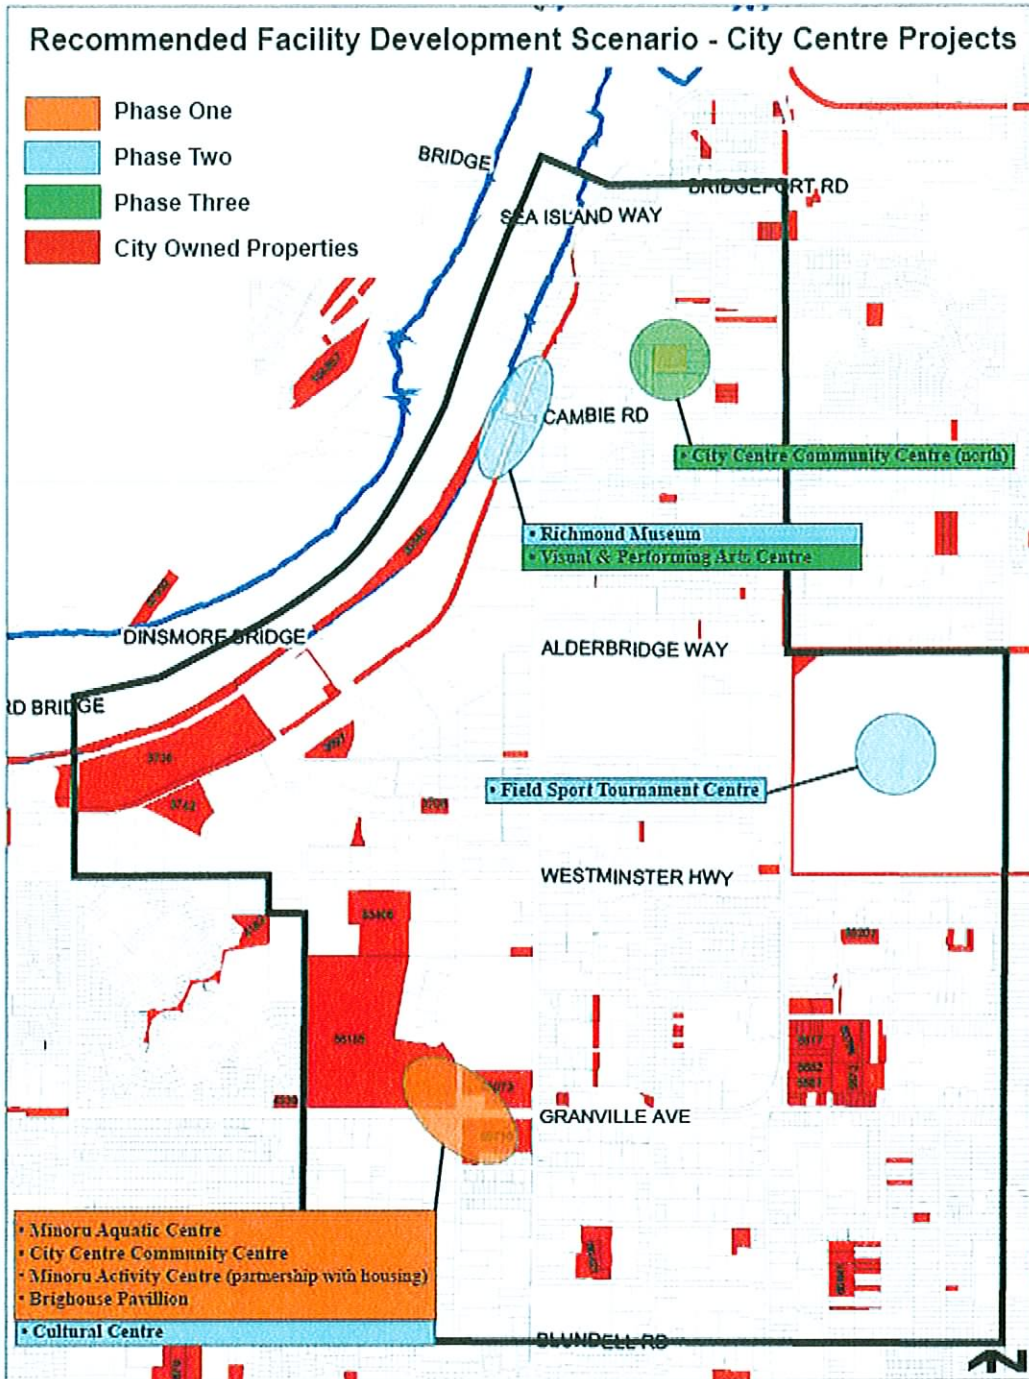 Recommended Facility Development Scenario - City Centre Projects
Phase One
Phase Two
Phase Three
City Owned Properties
BRIDGE
BRIDGEPORT RD
SEA ISLAND WAY
CAMBIE RD
• City Centre Community Centre (north)
• Richmond Museum
• Visual & Performing Arts Centre
DINSMORE BRIDGE
ALDERBRIDGE WAY
RD BRIDGE
• Field Sport Tournament Centre
WESTMINSTER HWY
GRANVILLE AVE
• Minoru Aquatic Centre
• City Centre Community Centre
• Minoru Activity Centre (partnership with housing)
• Brighouse Pavillion
• Cultural Centre
BLUNDELL RD
N